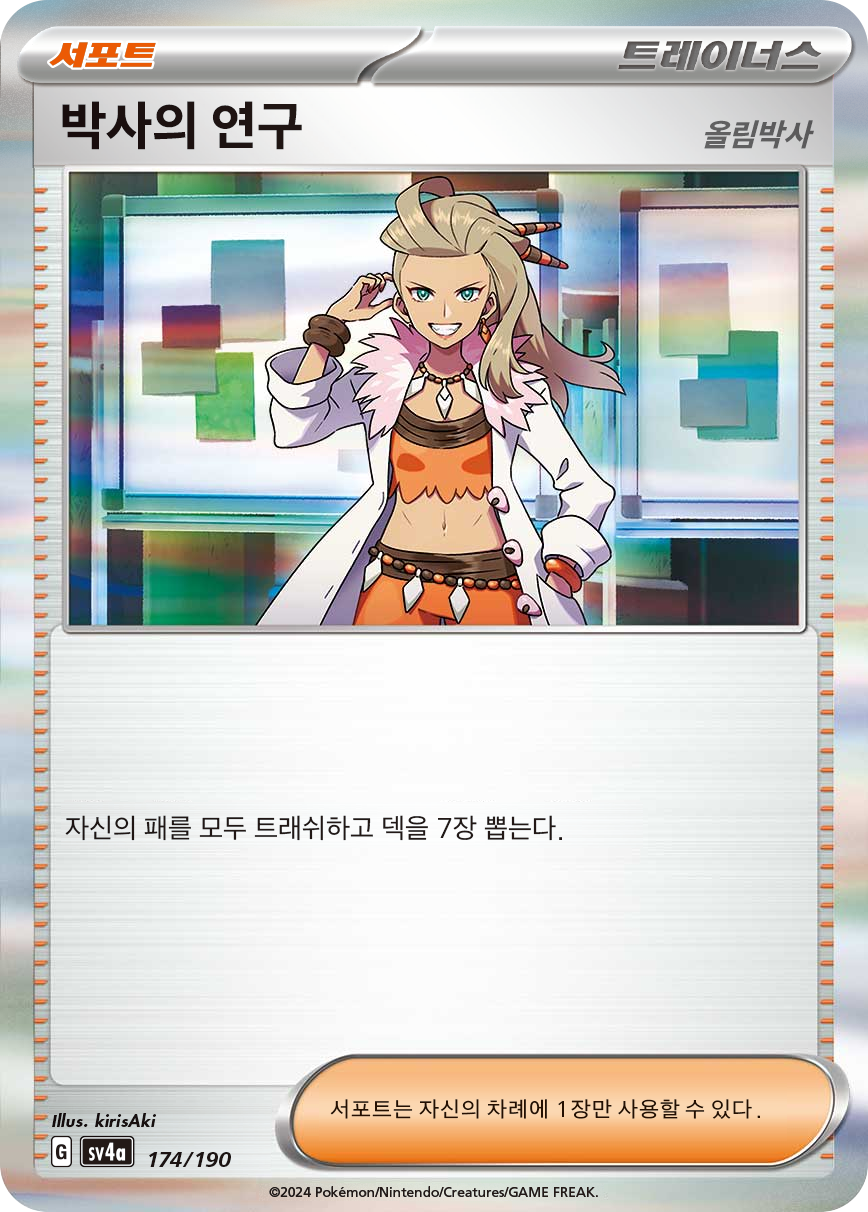 서포트
트레이너스
박사의 연구
올림박사
자신의 패를 모두 트래쉬하고 덱을 7장 뽑는다.
서포트는 자신의 차례에 1장만 사용할 수 있다.
Illus. kirisAki
G sv4a 174/190
©2024 Pokémon/Nintendo/Creatures/GAME FREAK.